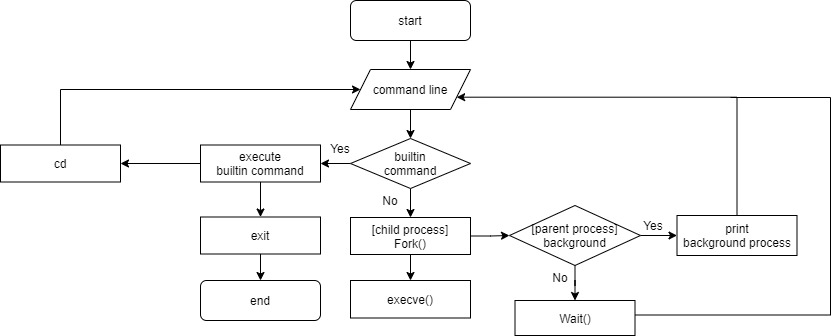 start
command line
builtin
command
Yes
execute
builtin command
cd
No
exit
[child process]
Fork()
[parent process]
background
Yes
print
background process
No
end
execve()
Wait()